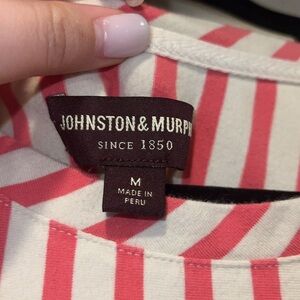 JOHNSTON & MURPH
SINCE 1850
M
MADE IN
PERU